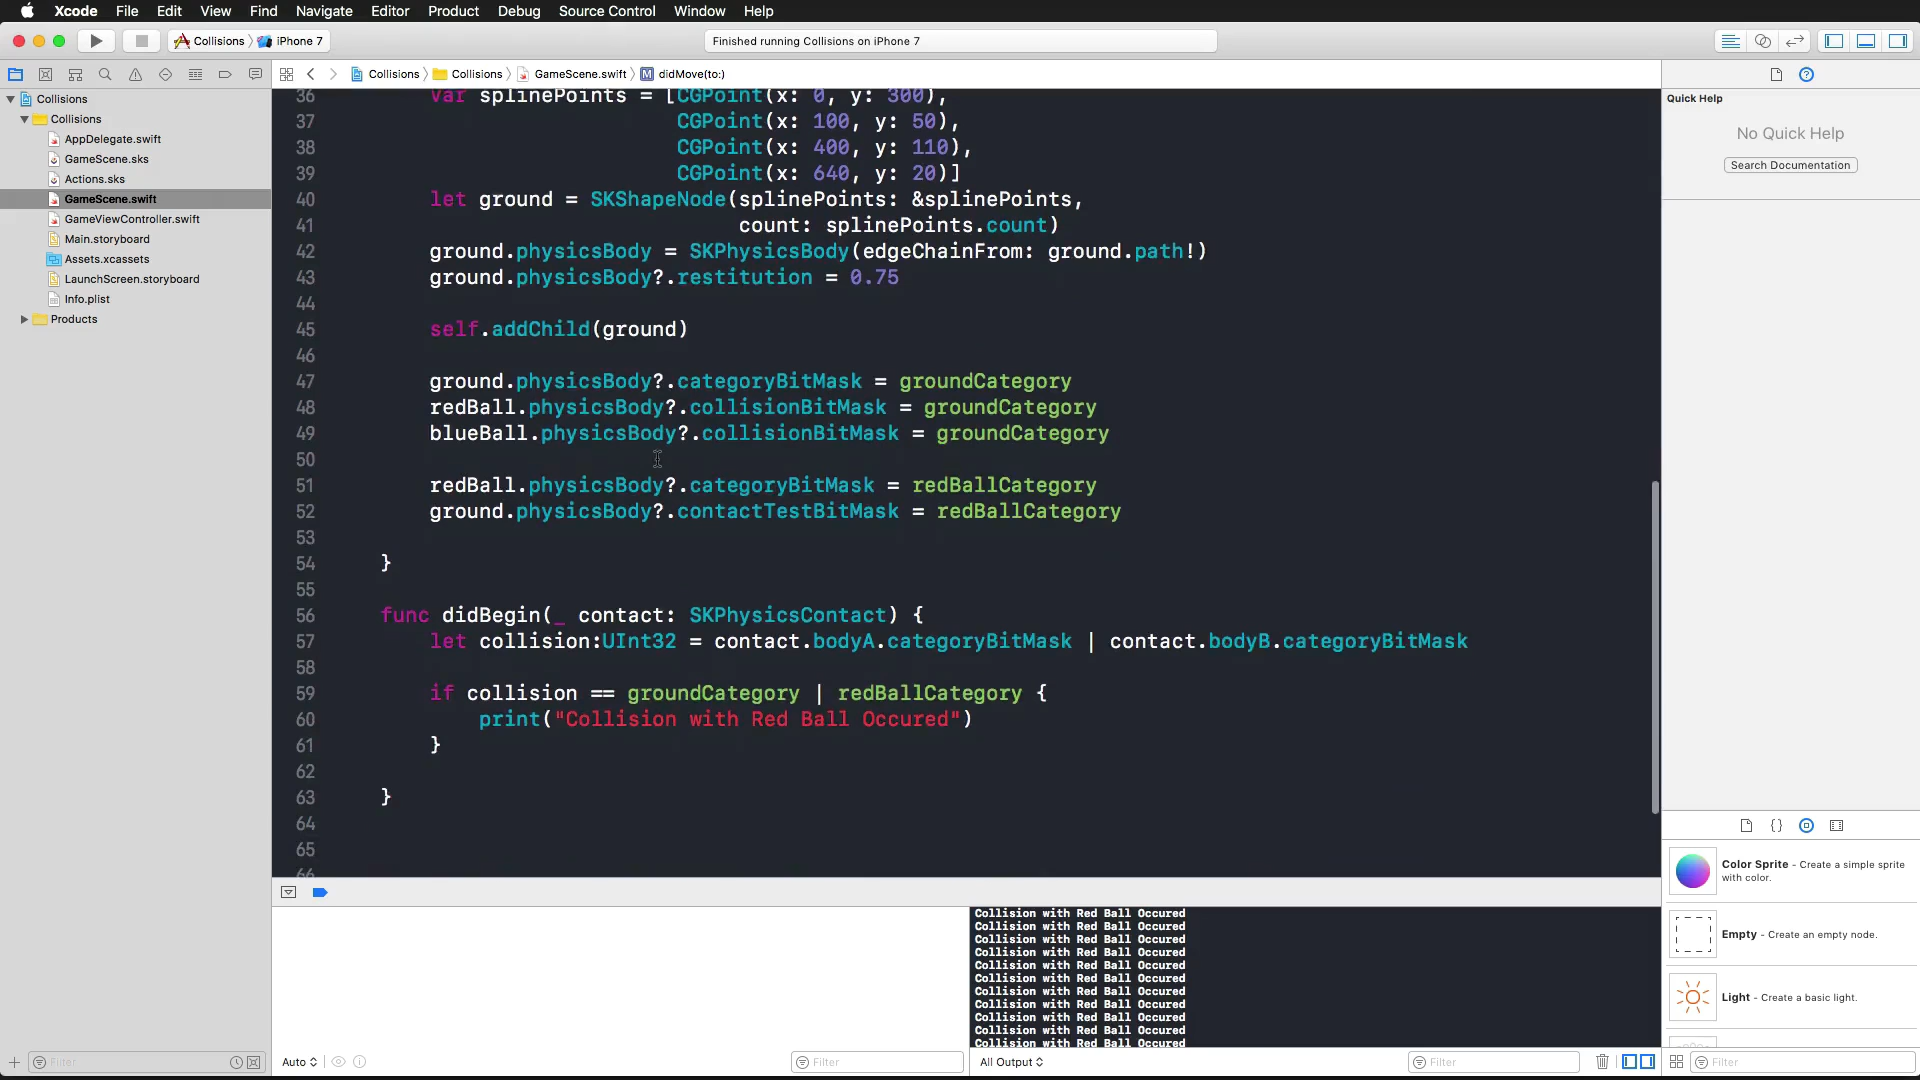 Xcode File Edit View Find Navigate Editor Product Debug Source Control Window Help
Collisions iPhone 7
Finished running Collisions on iPhone 7
Collisions Collisions GameScene.swift M didMove(to:)
Collisions
Collisions
AppDelegate.swift
GameScene.sks
Actions.sks
GameScene.swift
GameViewController.swift
Main.storyboard
Assets.xcassets
LaunchScreen.storyboard
Info.plist
Products
36 var splinePoints = [CGPoint(x: 0, y: 300),
37 CGPoint(x: 100, y: 50),
38 CGPoint(x: 400, y: 110),
39 CGPoint(x: 640, y: 20)]
40 let ground = SKShapeNode(splinePoints: &splinePoints,
41 count: splinePoints.count)
42 ground.physicsBody = SKPhysicsBody(edgeChainFrom: ground.path!)
43 ground.physicsBody?.restitution = 0.75
44
45 self.addChild(ground)
46
47 ground.physicsBody?.categoryBitMask = groundCategory
48 redBall.physicsBody?.collisionBitMask = groundCategory
49 blueBall.physicsBody?.collisionBitMask = groundCategory
50
51 redBall.physicsBody?.categoryBitMask = redBallCategory
52 ground.physicsBody?.contactTestBitMask = redBallCategory
53
54 }
55
56 func didBegin(_ contact: SKPhysicsContact) {
57 let collision:UInt32 = contact.bodyA.categoryBitMask | contact.bodyB.categoryBitMask
58
59 if collision == groundCategory | redBallCategory {
60 print("Collision with Red Ball Occured")
61 }
62
63 }
64
65
66
Quick Help
No Quick Help
Search Documentation
Color Sprite - Create a simple sprite
with color.
Empty - Create an empty node.
Light - Create a basic light.
Collision with Red Ball Occured
Collision with Red Ball Occured
Collision with Red Ball Occured
Collision with Red Ball Occured
Collision with Red Ball Occured
Collision with Red Ball Occured
Collision with Red Ball Occured
Collision with Red Ball Occured
Collision with Red Ball Occured
Collision with Red Ball Occured
Collision with Red Ball Occured
Filter
Auto
Filter
All Output
Filter
Filter